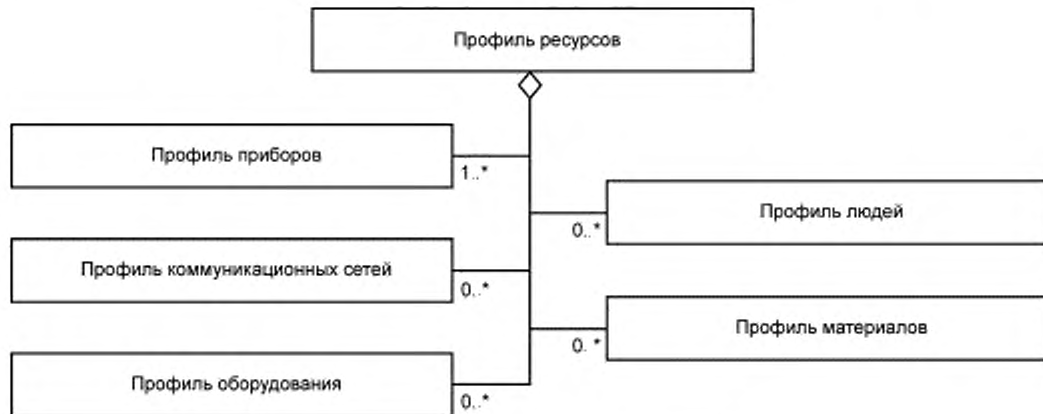 Профиль ресурсов
Профиль приборов
1..*
Профиль людей
0..*
Профиль коммуникационных сетей
0..*
Профиль материалов
0. *
Профиль оборудования
0..*